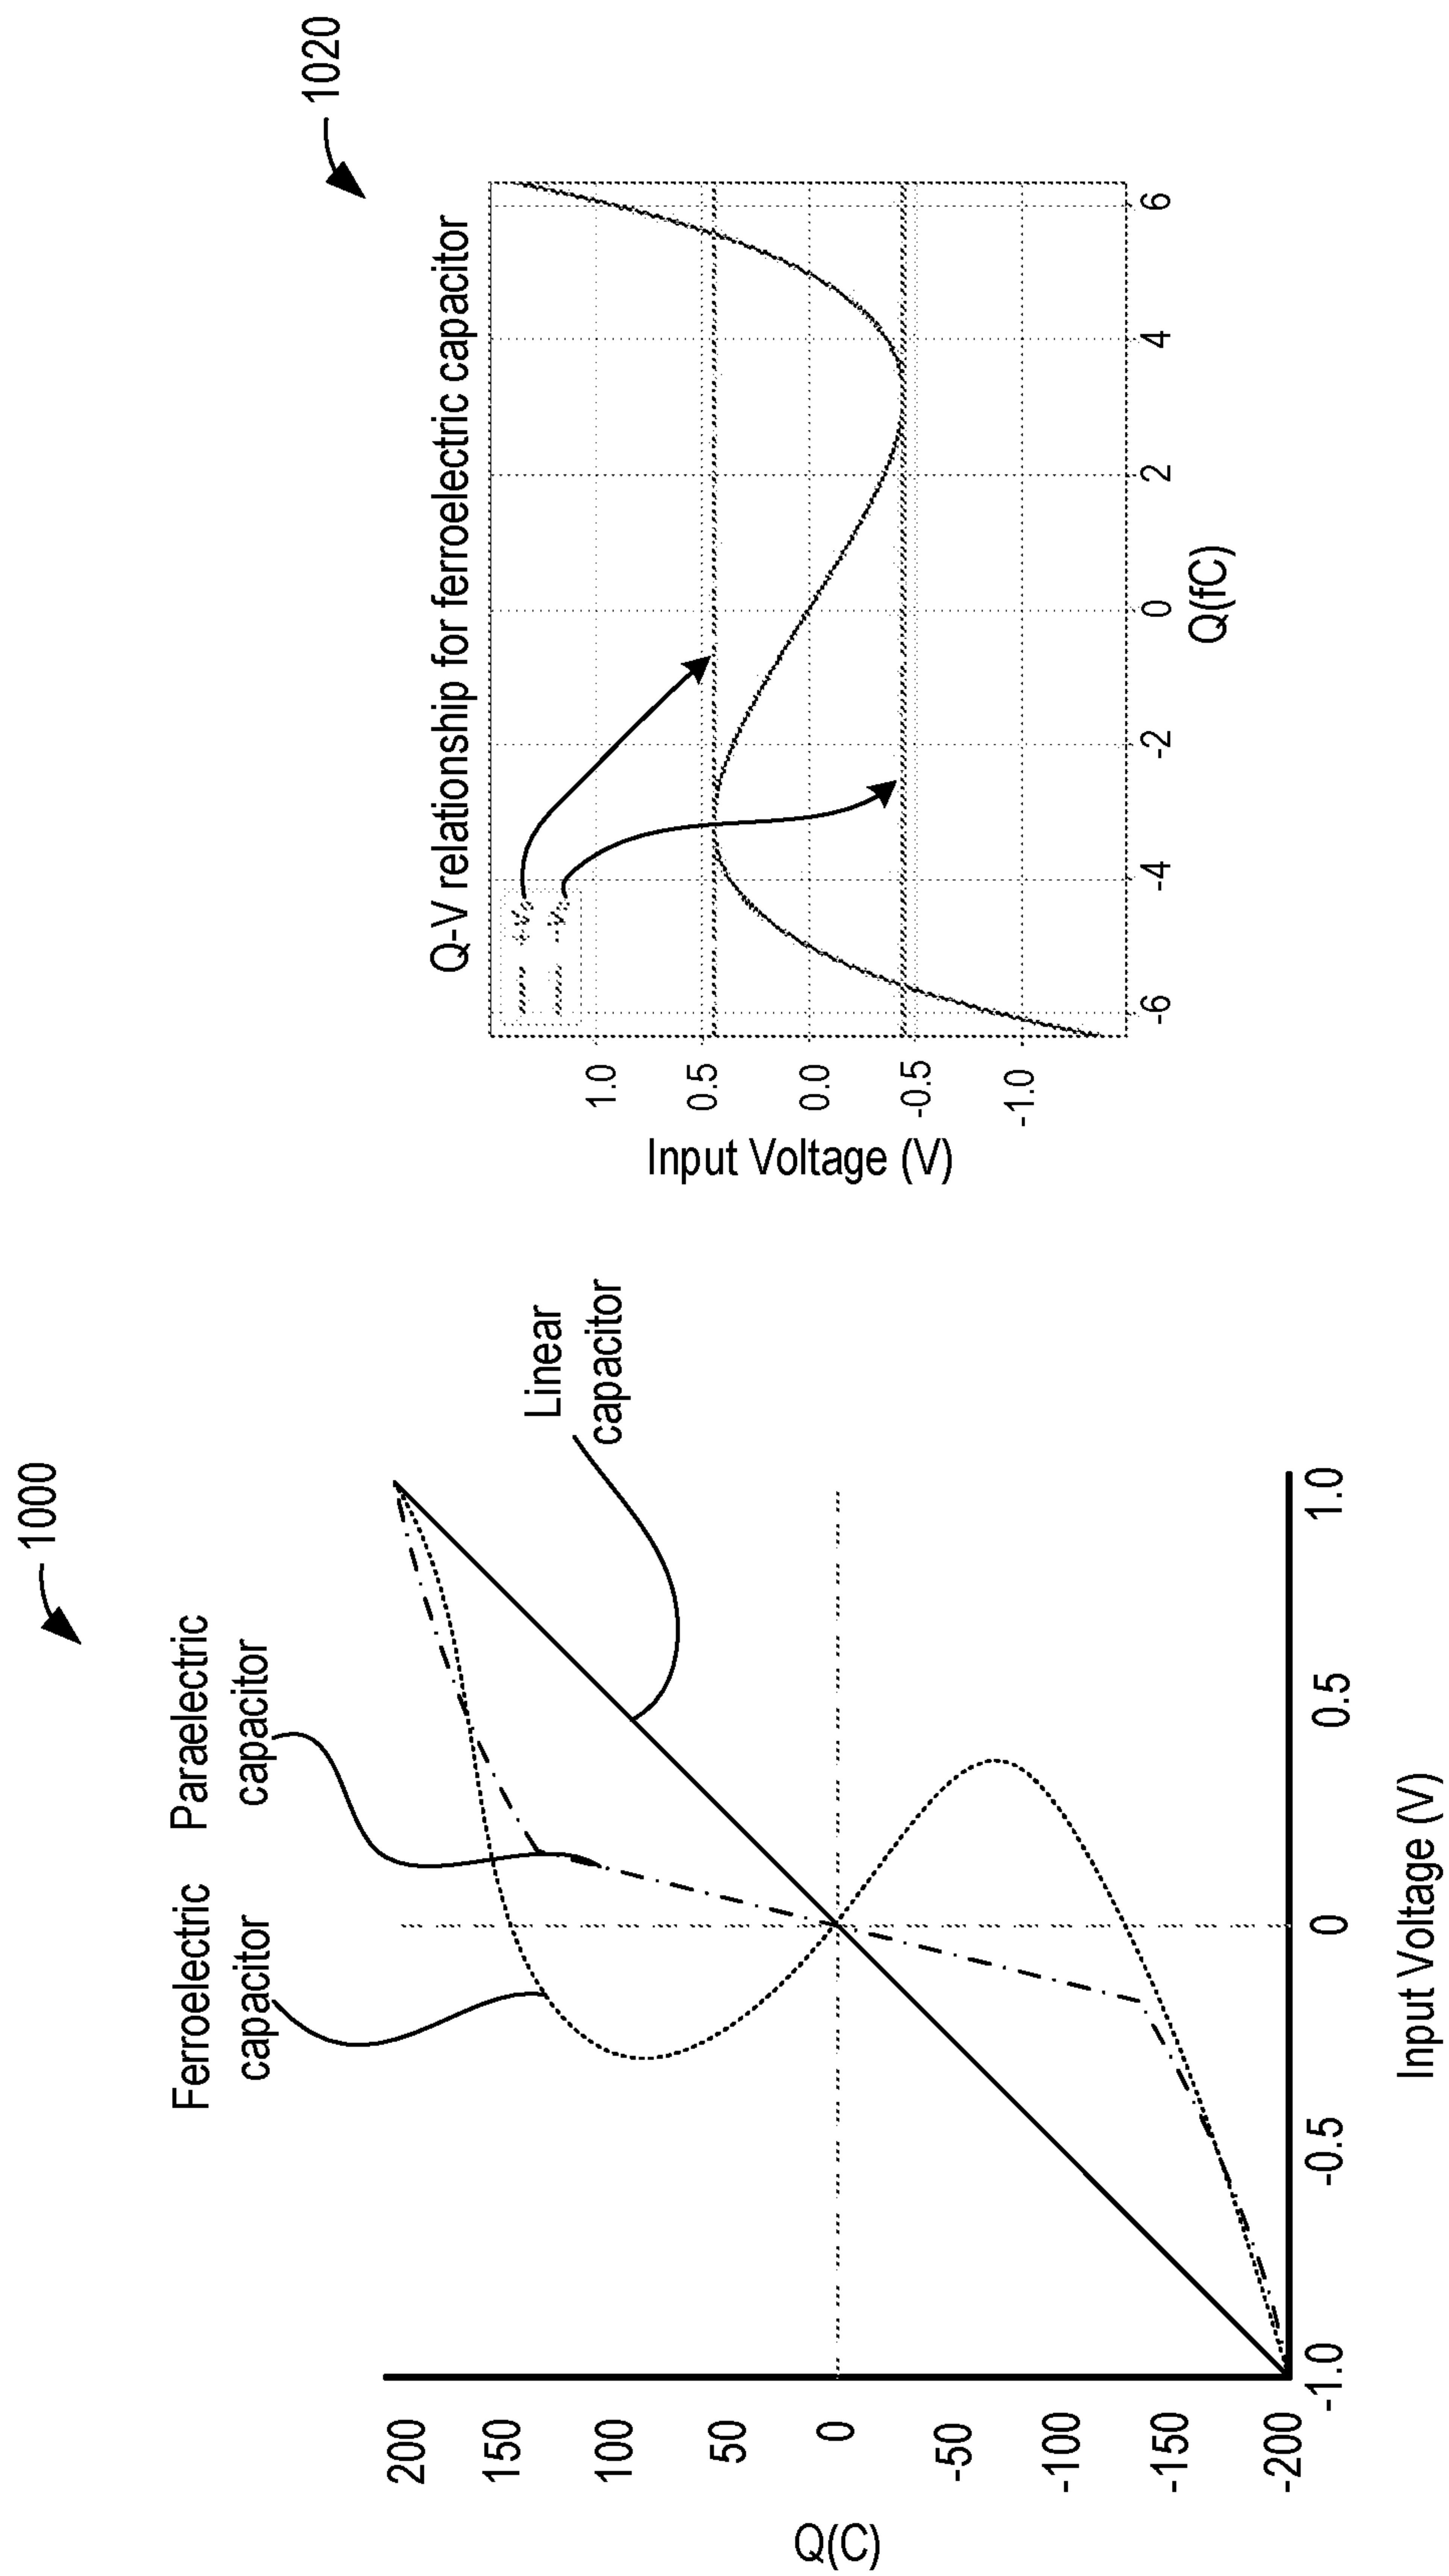 1000
Ferroelectric
capacitor
Paraelectric
capacitor
Linear
capacitor
Q(C)
200
150
100
50
0
-50
-100
-150
-200
-1.0
-0.5
0
0.5
1.0
Input Voltage (V)
1020
Q-V relationship for ferroelectric capacitor
Input Voltage (V)
1.0
0.5
0.0
-0.5
-1.0
-6
-4
-2
0
2
4
6
Q(fC)